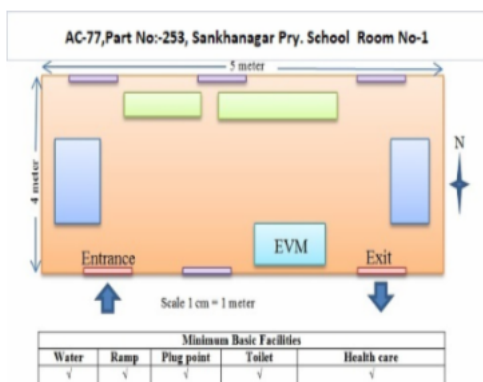 AC-77,Part No:-253, Sankhanagar Pry. School Room No-1
5 meter
4 meter
N
EVM
Entrance
Exit
Scale 1 cm = 1 meter
Minimum Basic Facilities
Water Ramp Plug point Toilet Health care
√ √ √ √ √